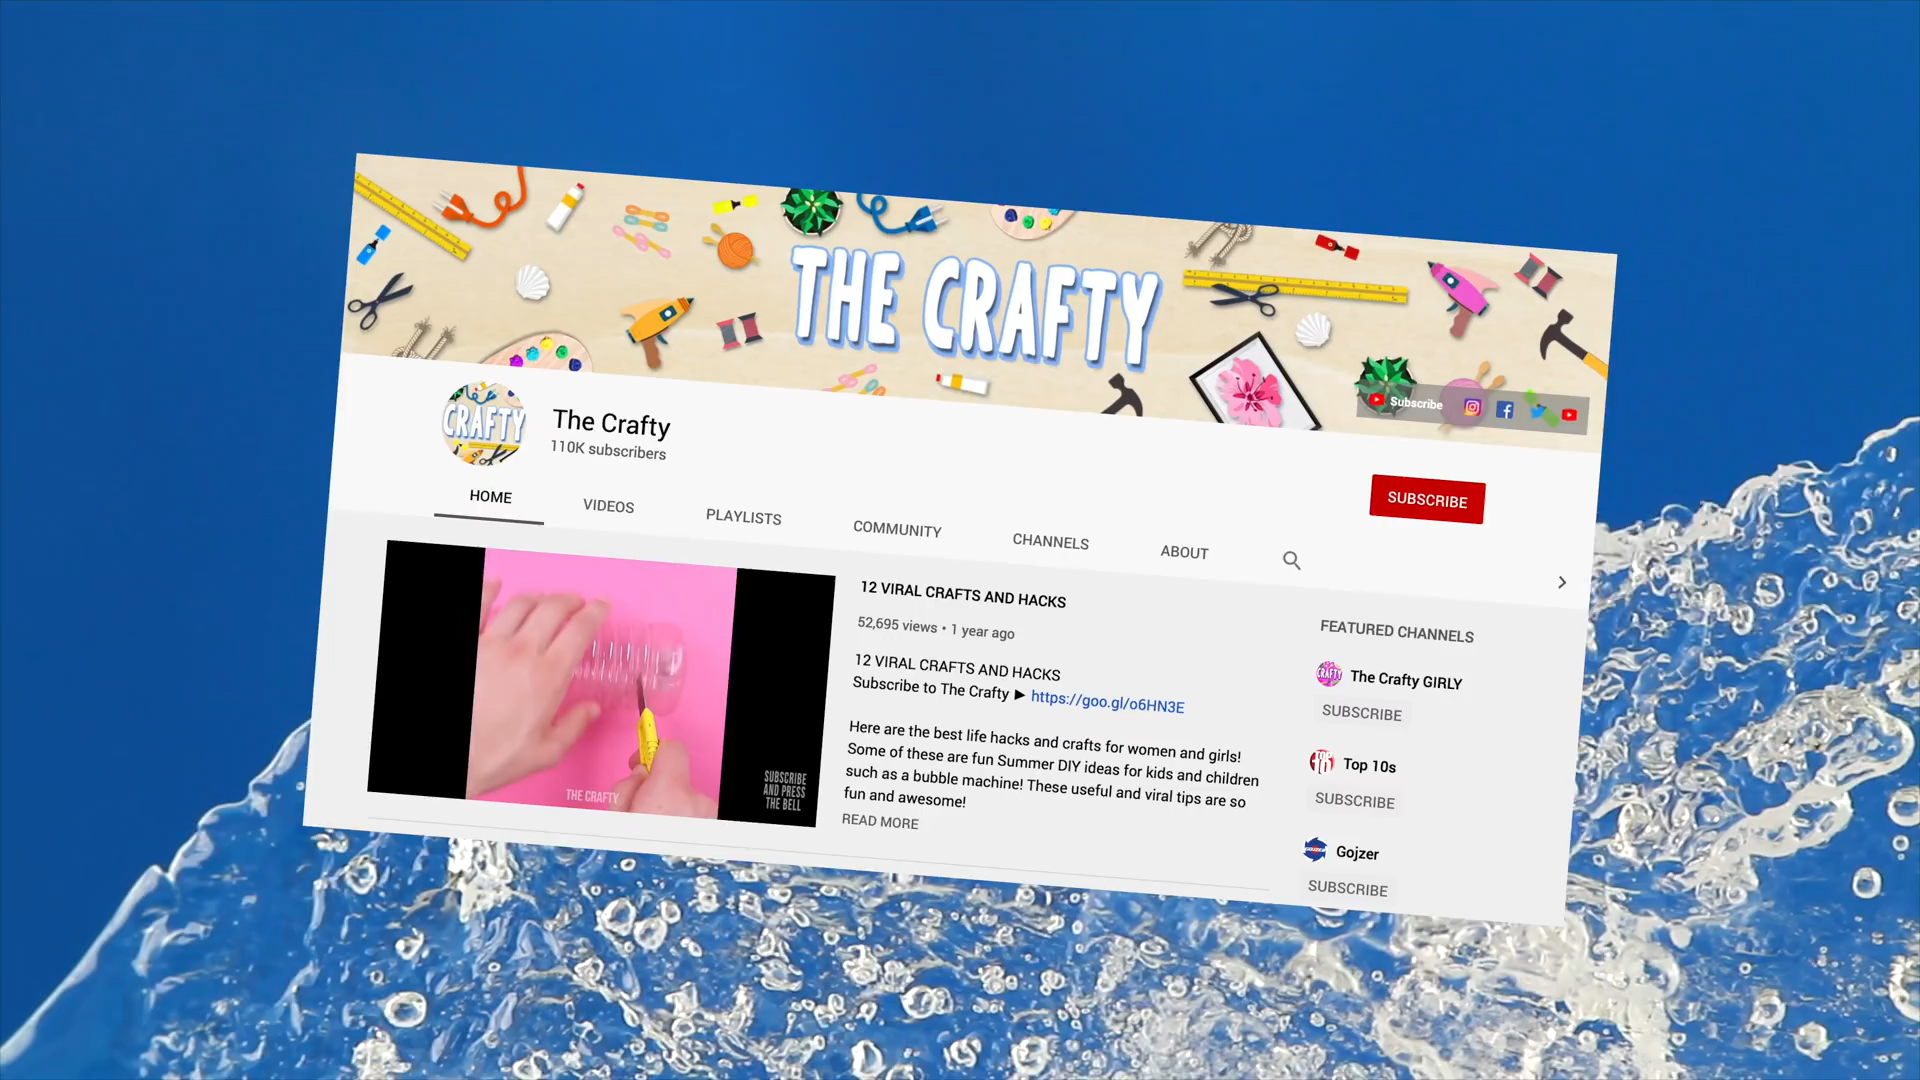 THE CRAFTY
Subscribe
CRAFTY
The Crafty
110K subscribers
SUBSCRIBE
HOME
VIDEOS
PLAYLISTS
COMMUNITY
CHANNELS
ABOUT
THE CRAFTY
SUBSCRIBE
AND PRESS
THE BELL
12 VIRAL CRAFTS AND HACKS
52,695 views • 1 year ago
12 VIRAL CRAFTS AND HACKS
Subscribe to The Crafty ► https://goo.gl/o6HN3E
Here are the best life hacks and crafts for women and girls!
Some of these are fun Summer DIY ideas for kids and children
such as a bubble machine! These useful and viral tips are so
fun and awesome!
READ MORE
FEATURED CHANNELS
CRAFTY
The Crafty GIRLY
SUBSCRIBE
TOP
10
Top 10s
SUBSCRIBE
Gojzer
SUBSCRIBE